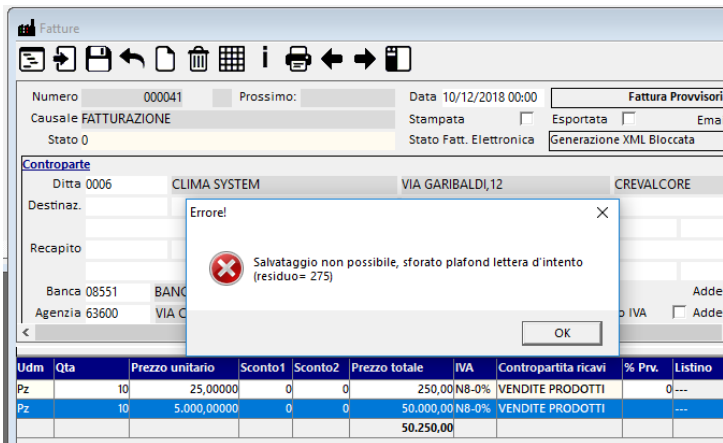 Fatture
Numero 000041 Prossimo: Data 10/12/2018 00:00 Fattura Provvisori
Causale FATTURAZIONE Stampata Esportata Ema
Stato 0 Stato Fatt. Elettronica Generazione XML Bloccata
Controparte
Ditta 0006 CLIMA SYSTEM VIA GARIBALDI,12 CREVALCORE
Destinaz.
Errore!
Recapito
Salvataggio non possibile, sforato plafond lettera d'intento
(residuo= 275)
Banca 08551 BANC Adde
Agenzia 63600 VIA C o IVA Adde
OK
Udm Qta Prezzo unitario Sconto1 Sconto2 Prezzo totale IVA Contropartita ricavi % Prv. Listino
Pz 10 25,00000 0 0 250,00 N8-0% VENDITE PRODOTTI 0 ---
Pz 10 5.000,00000 0 0 50.000,00 N8-0% VENDITE PRODOTTI ---
50.250,00